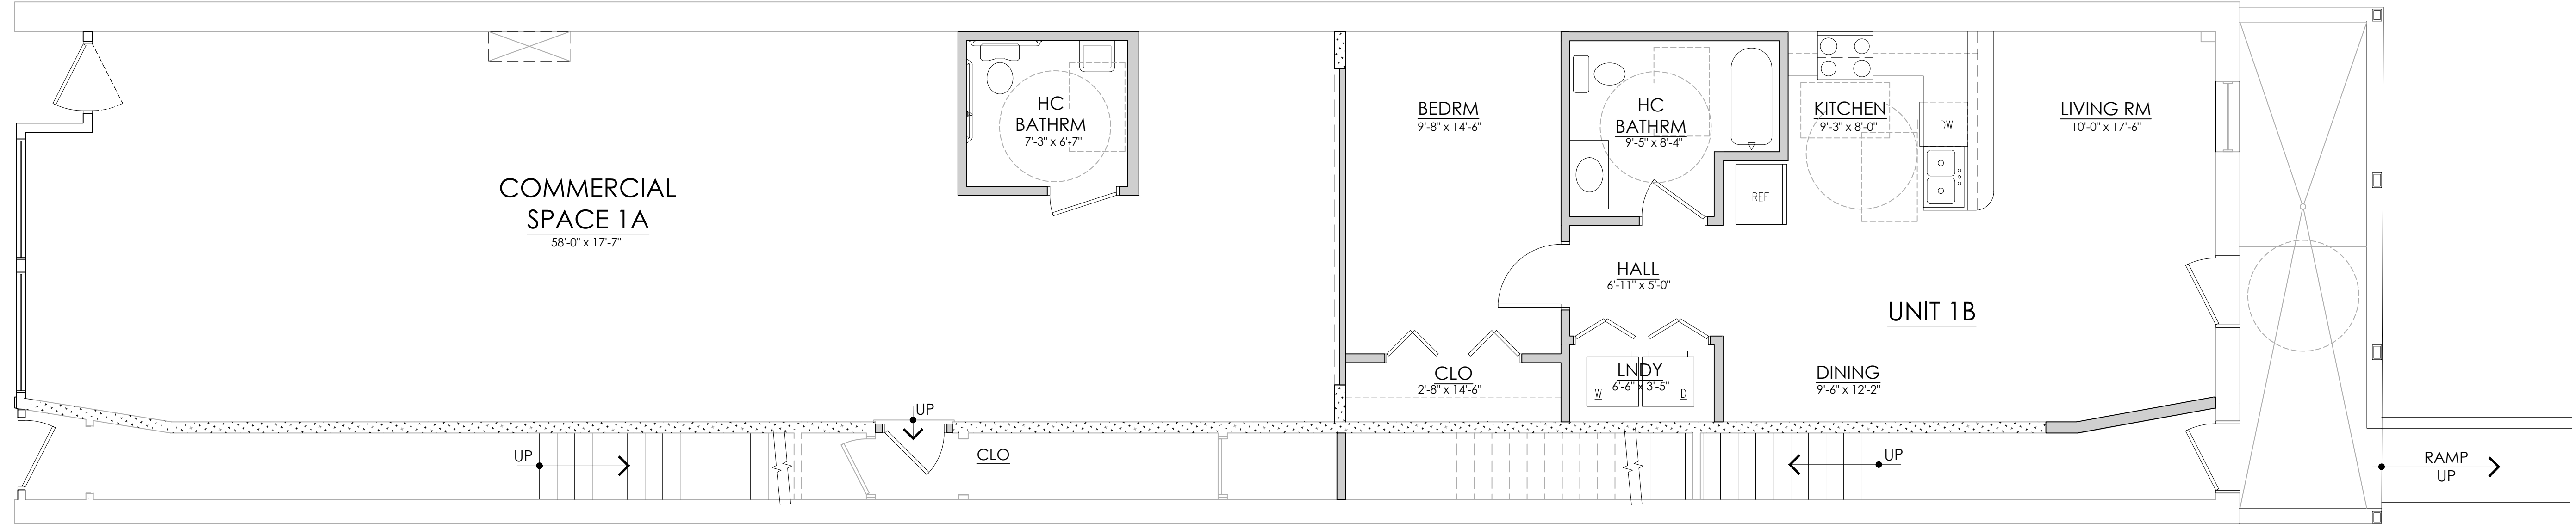 COMMERCIAL
SPACE 1A
58'-0" x 17'-7"
HC
BATHRM
7'-3" x 6'-7"
BEDRM
9'-8" x 14'-6"
HC
BATHRM
9'-5" x 8'-4"
KITCHEN
9'-3" x 8'-0"
DW
LIVING RM
10'-0" x 17'-6"
REF
HALL
6'-11" x 5'-0"
UNIT 1B
CLO
2'-8" x 14'-6"
LNDY
6'-6" x 3'-5"
W
D
DINING
9'-6" x 12'-2"
UP
UP
CLO
UP
RAMP
UP